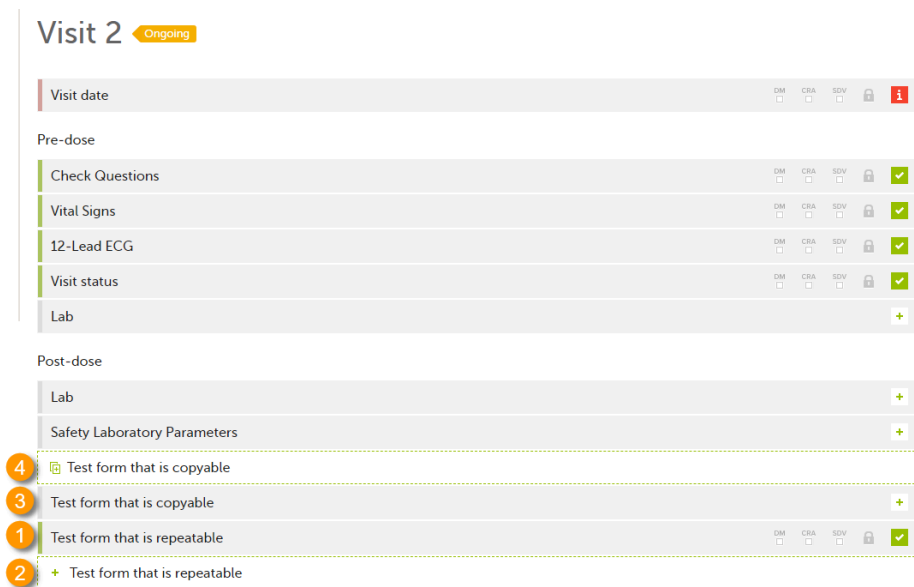 Visit 2 Ongoing
Visit date DM CRA SDV i
Pre-dose
Check Questions DM CRA SDV
Vital Signs DM CRA SDV
12-Lead ECG DM CRA SDV
Visit status DM CRA SDV
Lab +
Post-dose
Lab +
Safety Laboratory Parameters +
4 Test form that is copyable
3 Test form that is copyable +
1 Test form that is repeatable DM CRA SDV
2 + Test form that is repeatable